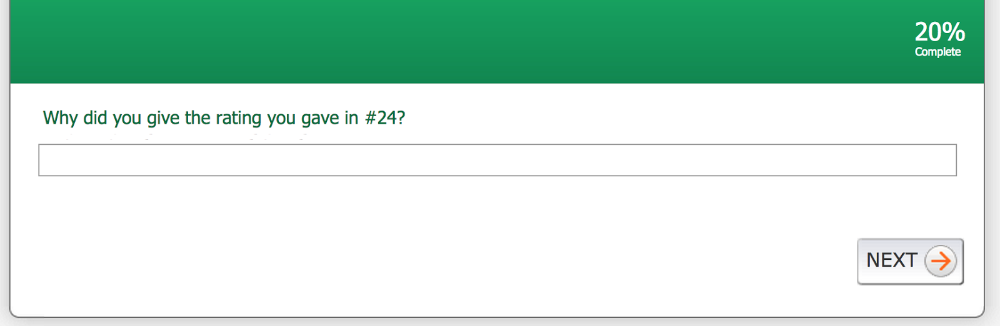 20%
Complete
Why did you give the rating you gave in #24?
NEXT